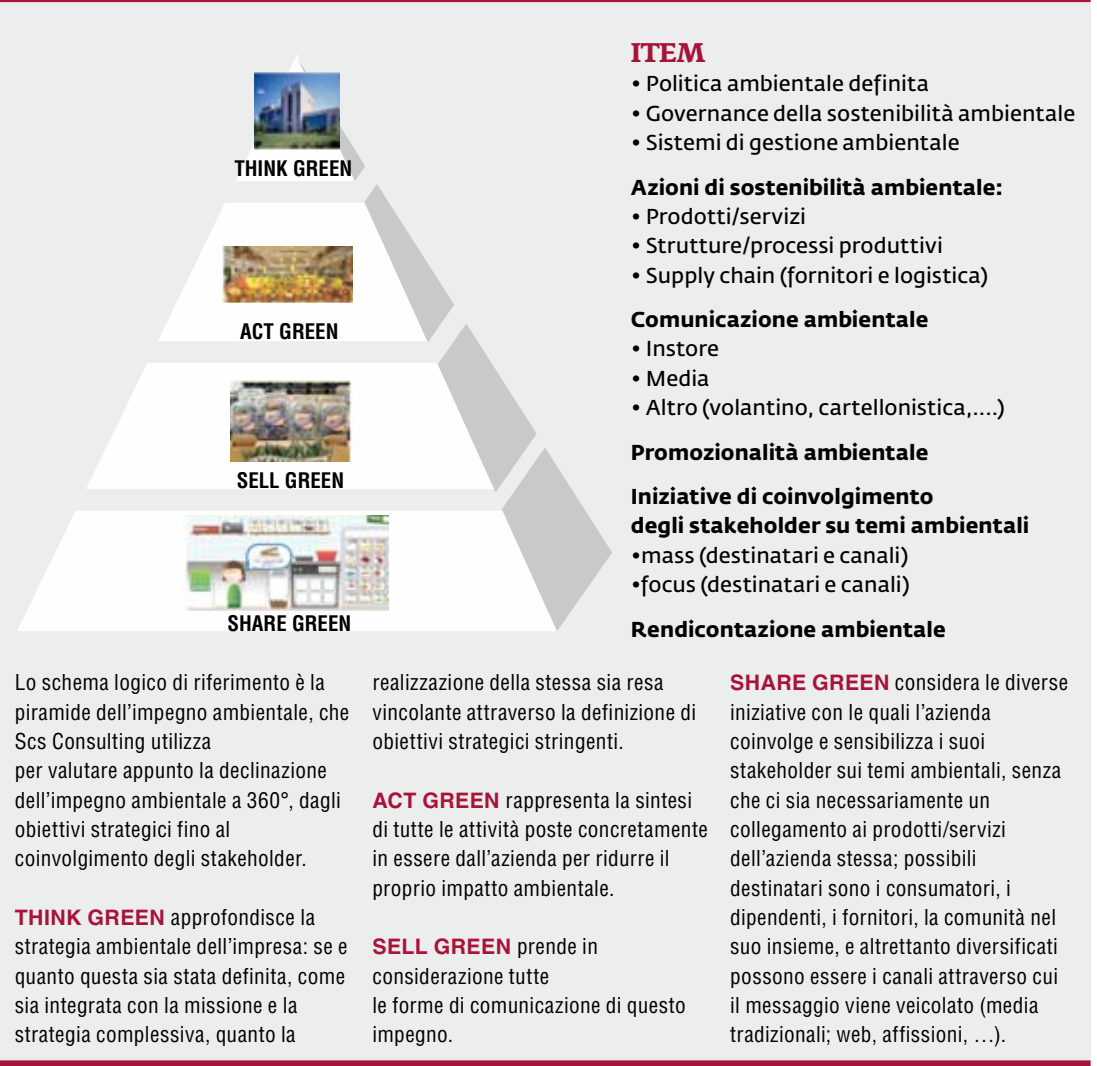 THINK GREEN
ACT GREEN
SELL GREEN
SHARE GREEN
ITEM
• Politica ambientale definita
• Governance della sostenibilità ambientale
• Sistemi di gestione ambientale
Azioni di sostenibilità ambientale:
• Prodotti/servizi
• Strutture/processi produttivi
• Supply chain (fornitori e logistica)
Comunicazione ambientale
• Instore
• Media
• Altro (volantino, cartellonistica,....)
Promozionalità ambientale
Iniziative di coinvolgimento
degli stakeholder su temi ambientali
•mass (destinatari e canali)
•focus (destinatari e canali)
Rendicontazione ambientale
Lo schema logico di riferimento è la
piramide dell’impegno ambientale, che
Scs Consulting utilizza
per valutare appunto la declinazione
dell’impegno ambientale a 360°, dagli
obiettivi strategici fino al
coinvolgimento degli stakeholder.
THINK GREEN approfondisce la
strategia ambientale dell’impresa: se e
quanto questa sia stata definita, come
sia integrata con la missione e la
strategia complessiva, quanto la
realizzazione della stessa sia resa
vincolante attraverso la definizione di
obiettivi strategici stringenti.
ACT GREEN rappresenta la sintesi
di tutte le attività poste concretamente
in essere dall’azienda per ridurre il
proprio impatto ambientale.
SELL GREEN prende in
considerazione tutte
le forme di comunicazione di questo
impegno.
SHARE GREEN considera le diverse
iniziative con le quali l’azienda
coinvolge e sensibilizza i suoi
stakeholder sui temi ambientali, senza
che ci sia necessariamente un
collegamento ai prodotti/servizi
dell’azienda stessa; possibili
destinatari sono i consumatori, i
dipendenti, i fornitori, la comunità nel
suo insieme, e altrettanto diversificati
possono essere i canali attraverso cui
il messaggio viene veicolato (media
tradizionali; web, affissioni, …).